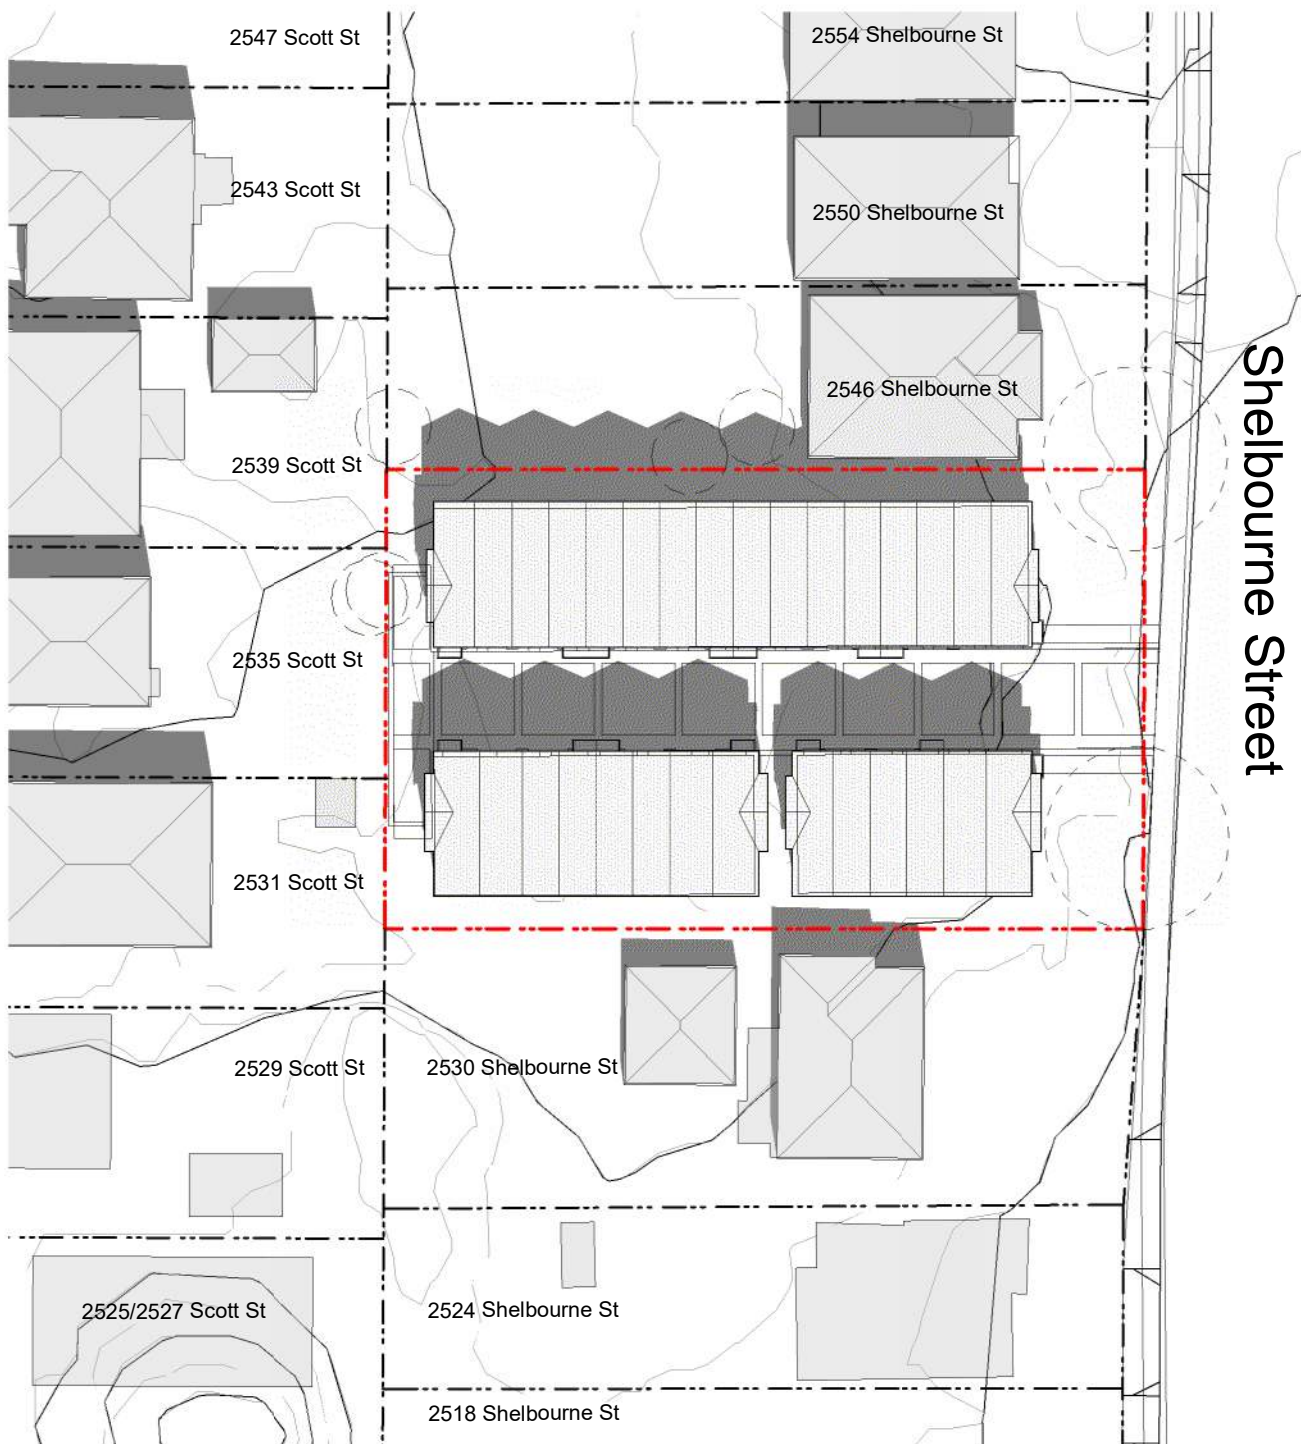 2547 Scott St
2554 Shelbourne St
2543 Scott St
2550 Shelbourne St
2546 Shelbourne St
Shelbourne Street
2539 Scott St
2535 Scott St
2531 Scott St
2529 Scott St
2530 Shelbourne St
2525/2527 Scott St
2524 Shelbourne St
2518 Shelbourne St